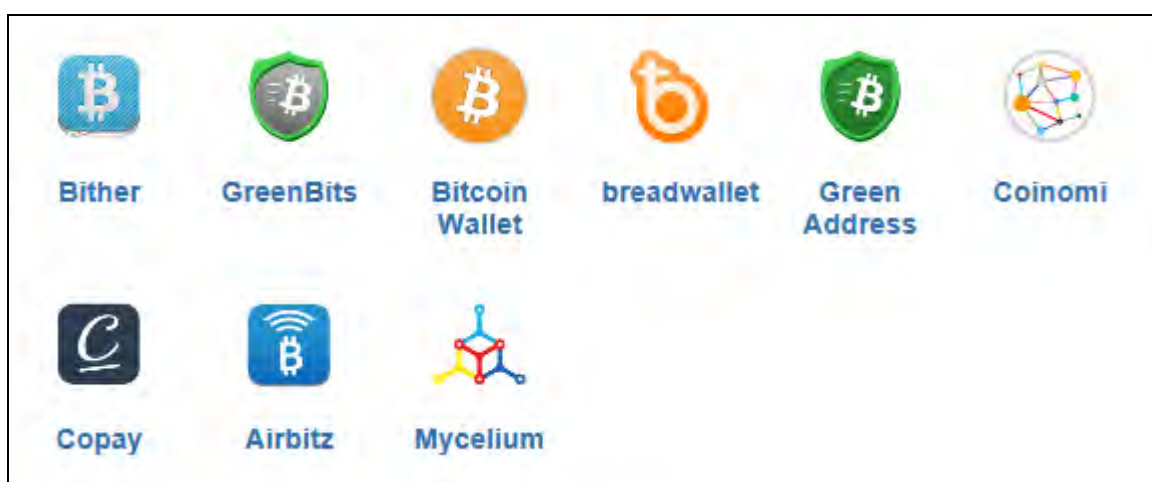 Bither
GreenBits
Bitcoin
Wallet
breadwallet
Green
Address
Coinomi
Copay
Airbitz
Mycelium